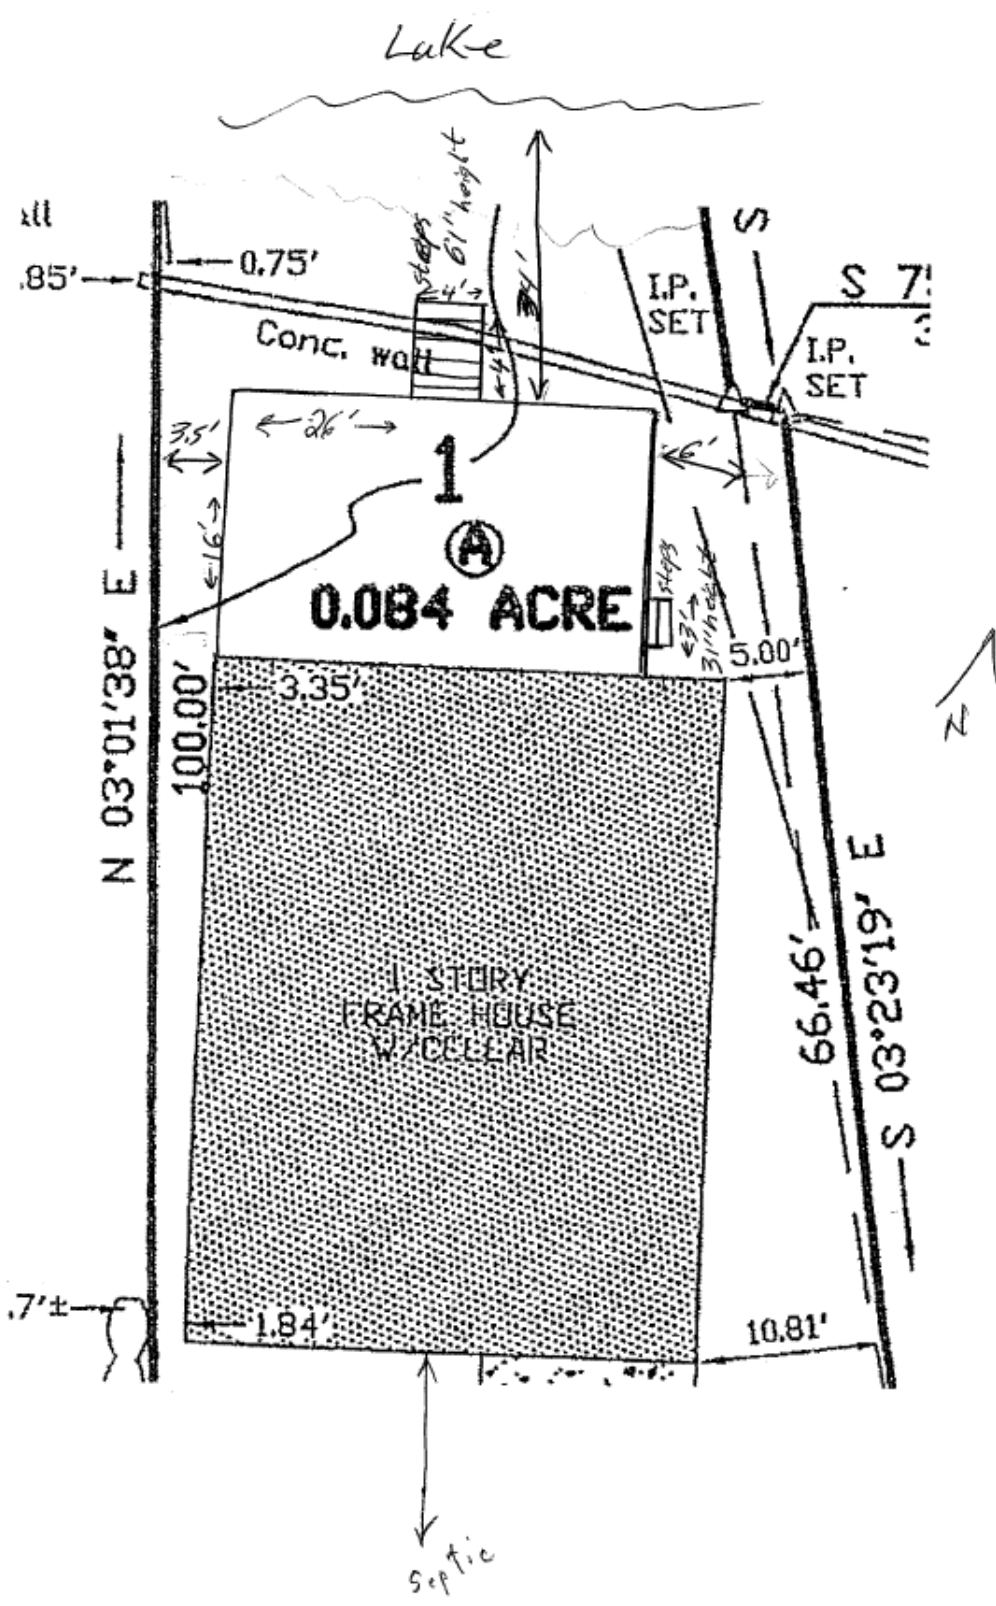 Lake
all
.85'
0.75'
steps
61" height
4'
34'
4'
Conc. wall
I.P.
SET
S
S 7
I.P.
SET
3.5'
26'
6'
16'
1
A
0.084 ACRE
steps
3'
31" height
5.00'
N 03°01'38" E
100.00'
3.35'
N
1 STORY
FRAME HOUSE
W/CELLAR
66.46'
S 03°23'19" E
.7'±
1.84'
10.81'
Septic